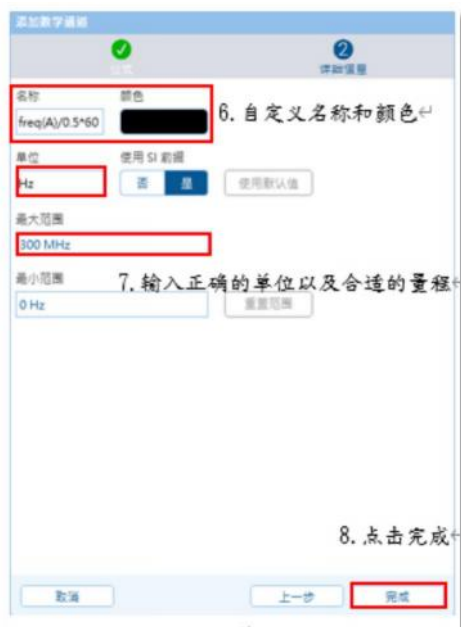 添加数学通道
2
公式
详细信息
名称 颜色
freq(A)/0.5*60
6.自定义名称和颜色↵
单位 使用 SI 前缀
Hz 否 是 使用默认值
最大范围
300 MHz
最小范围
7.输入正确的单位以及合适的量程
0 Hz 重置范围
8.点击完成
取消 上一步 完成